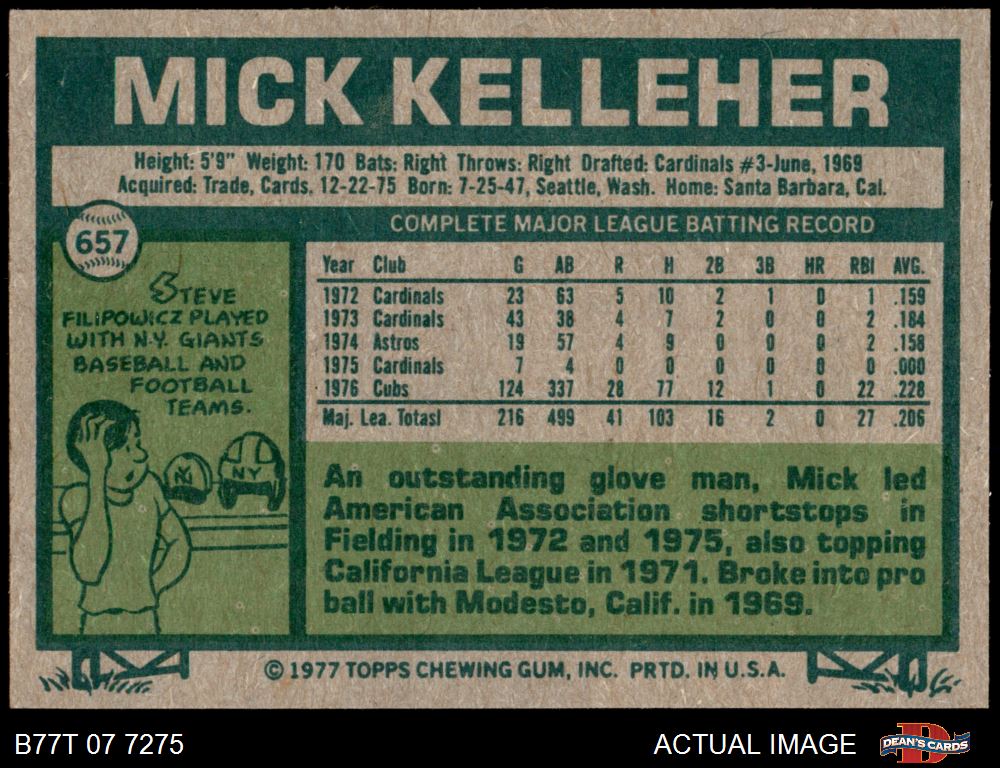 MICK KELLEHER
Height: 5'9" Weight: 170 Bats: Right Throws: Right Drafted: Cardinals #3-June, 1969
Acquired: Trade, Cards. 12-22-75 Born: 7-25-47, Seattle, Wash. Home: Santa Barbara, Cal.
657
STEVE
FILIPOWICZ PLAYED
WITH N.Y. GIANTS
BASEBALL AND
FOOTBALL
TEAMS.
NY
NY
COMPLETE MAJOR LEAGUE BATTING RECORD
Year Club G AB R H 2B 3B HR RBI AVG.
1972 Cardinals 23 63 5 10 2 1 0 1 .159
1973 Cardinals 43 38 4 7 2 0 0 2 .184
1974 Astros 19 57 4 9 0 0 0 2 .158
1975 Cardinals 7 4 0 0 0 0 0 0 .000
1976 Cubs 124 337 28 77 12 1 0 22 .228
Maj. Lea. Totals 216 499 41 103 16 2 0 27 .206
An outstanding glove man, Mick led
American Association shortstops in
Fielding in 1972 and 1975, also topping
California League in 1971. Broke into pro
ball with Modesto, Calif. in 1969.
© 1977 TOPPS CHEWING GUM, INC. PRTD. IN U.S.A.
B77T 07 7275
ACTUAL IMAGE
D
DEAN'S CARDS